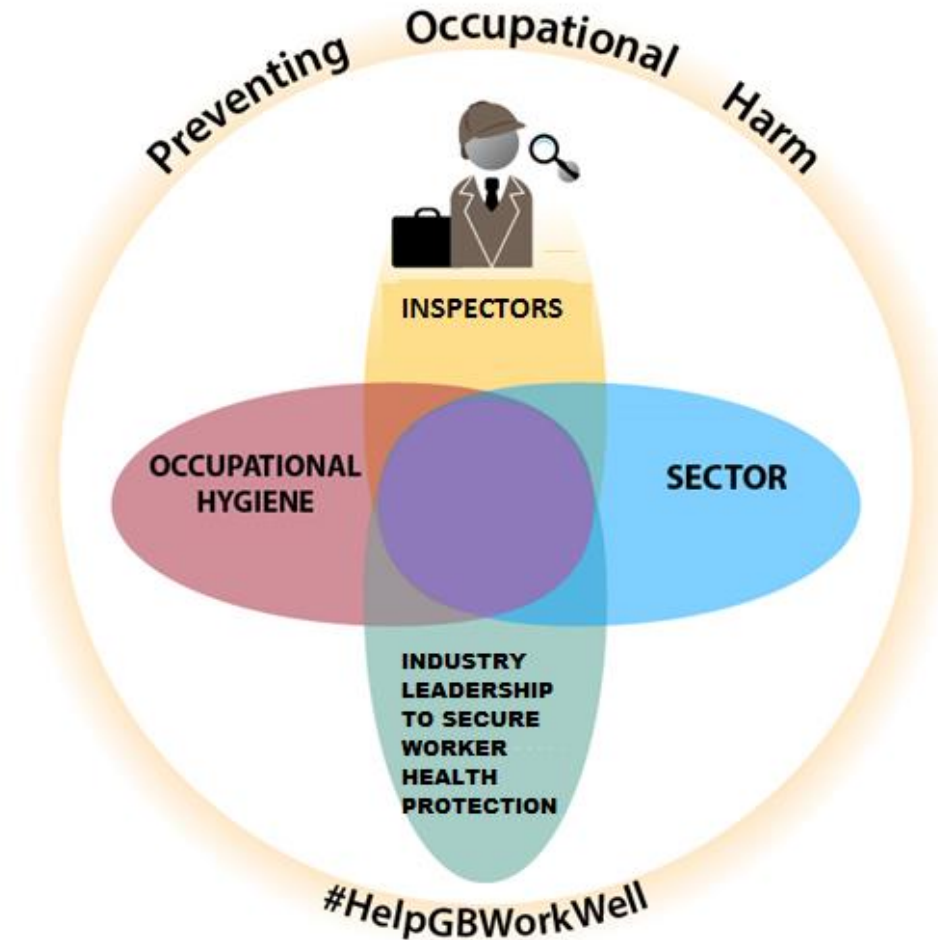 Preventing Occupational Harm
INSPECTORS
OCCUPATIONAL
HYGIENE
SECTOR
INDUSTRY
LEADERSHIP
TO SECURE
WORKER
HEALTH
PROTECTION
#HelpGBWorkWell